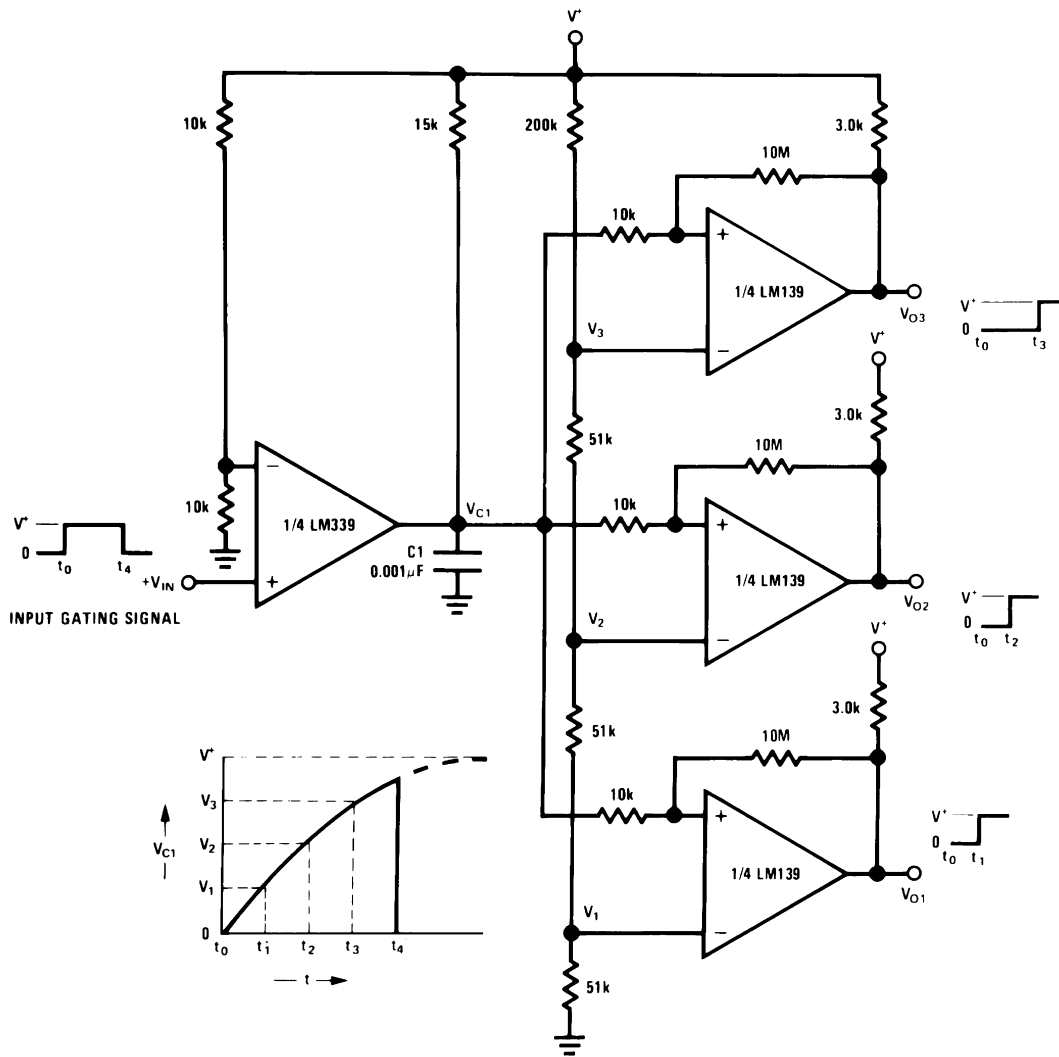 V+
10k
15k
200k
3.0k
10M
10k
+
1/4 LM139
−
V3
VO3
V+
0
t0
t3
V+
3.0k
51k
10M
10k
−
1/4 LM339
+
10k
VC1
C1
0.001µF
10k
+
1/4 LM139
−
V2
VO2
V+
0
t0
t2
V+
0
t0
t4
+VIN
INPUT GATING SIGNAL
V+
3.0k
51k
10M
10k
+
1/4 LM139
−
V1
VO1
V+
0
t0
t1
51k
V+
V3
VC1
V2
V1
0
t0
t1
t2
t3
t4
t